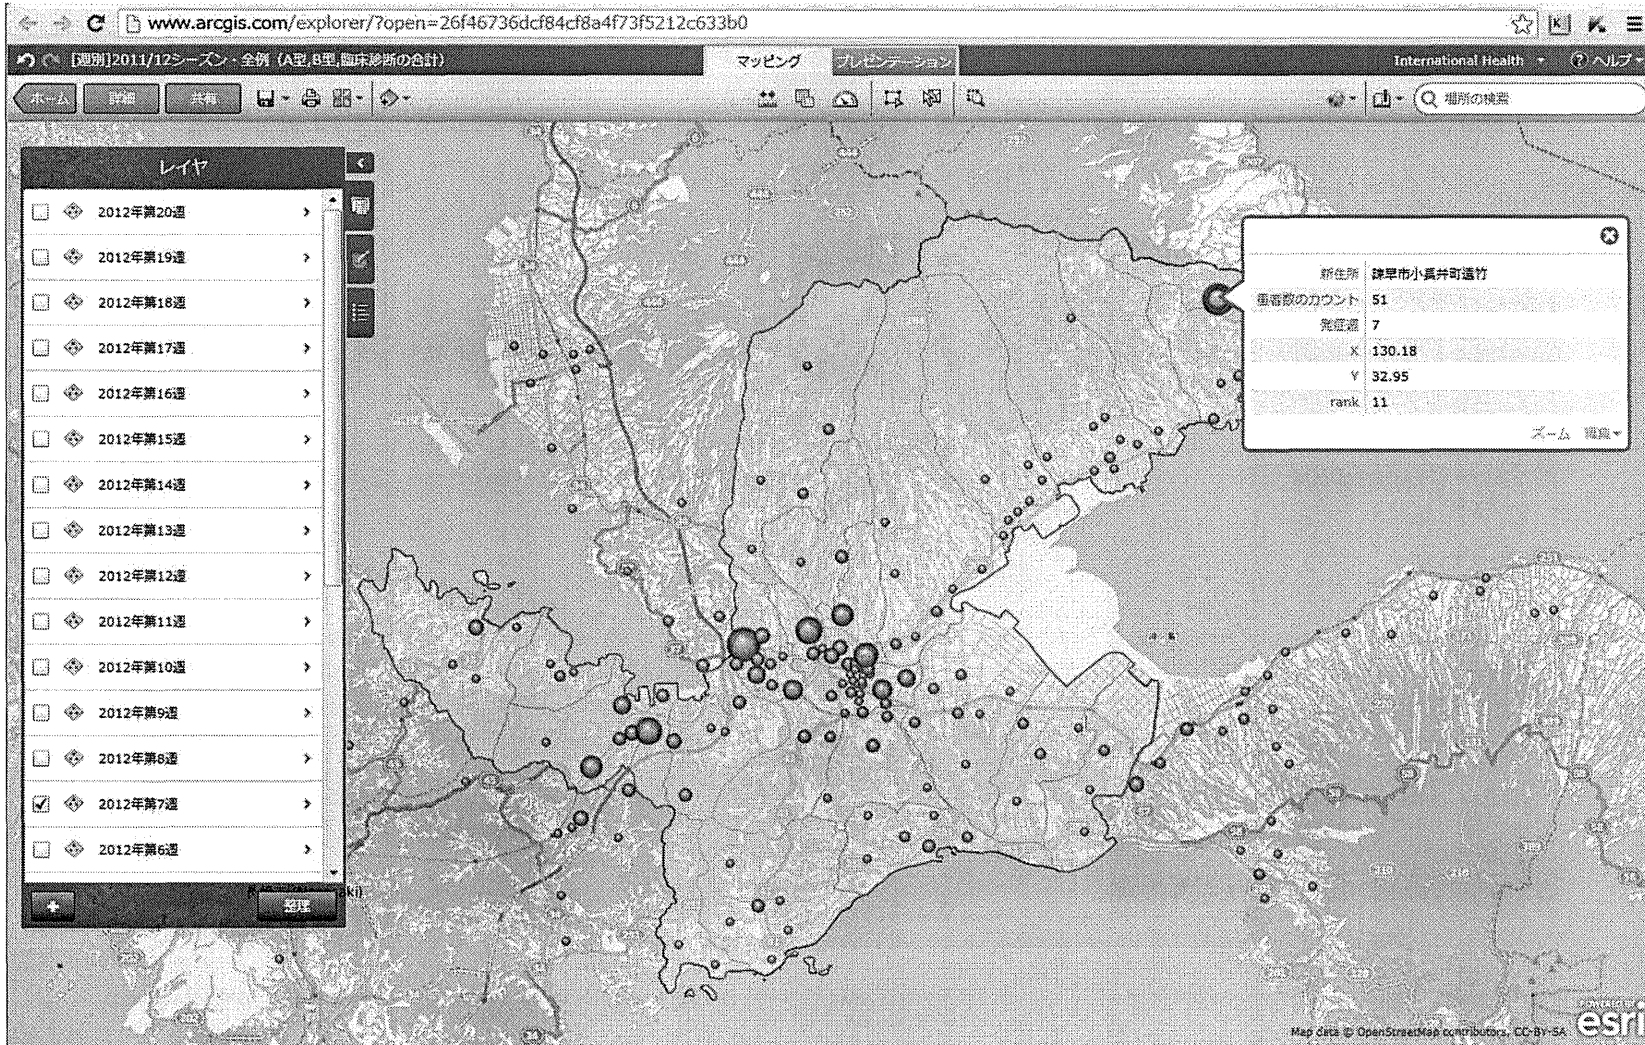 www.arcgis.com/explorer/?open=26f46736dcf84cf8a4f73f5212c633b0
[週別]2011/12シーズン・全例（A型,B型,臨床診断の合計）
マッピング
プレゼンテーション
International Health
ヘルプ
ホーム
詳細
共有
場所の検索
レイヤ
2012年第20週
2012年第19週
2012年第18週
2012年第17週
2012年第16週
2012年第15週
2012年第14週
2012年第13週
2012年第12週
2012年第11週
2012年第10週
2012年第9週
2012年第8週
2012年第7週
2012年第6週
整理
新住所 諫早市小長井町遠竹
患者数のカウント 51
発症週 7
X 130.18
Y 32.95
rank 11
ズーム 編集
Map data © OpenStreetMap contributors, CC-BY-SA
POWERED BY
esri